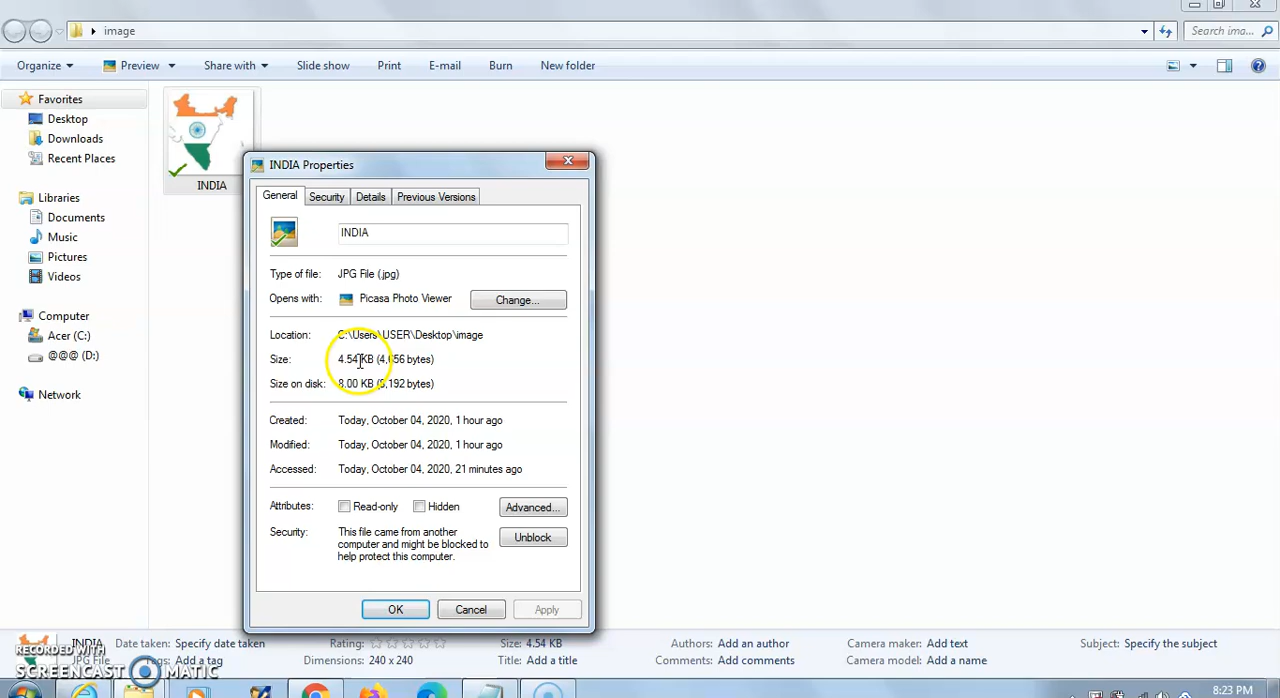 image
Search ima...
Organize Preview Share with Slide show Print E-mail Burn New folder
Favorites
Desktop
Downloads
Recent Places
Libraries
Documents
Music
Pictures
Videos
Computer
Acer (C:)
@@@ (D:)
Network
INDIA
INDIA Properties
General Security Details Previous Versions
INDIA
Type of file: JPG File (.jpg)
Opens with: Picasa Photo Viewer Change...
Location: C:\Users\USER\Desktop\image
Size: 4.54 KB (4,656 bytes)
Size on disk: 8.00 KB (8,192 bytes)
Created: Today, October 04, 2020, 1 hour ago
Modified: Today, October 04, 2020, 1 hour ago
Accessed: Today, October 04, 2020, 21 minutes ago
Attributes: Read-only Hidden Advanced...
Security: This file came from another
computer and might be blocked to
help protect this computer.
Unblock
OK Cancel Apply
INDIA Date taken: Specify date taken Rating: Size: 4.54 KB Authors: Add an author Camera maker: Add text Subject: Specify the subject
JPG File Tags: Add a tag Dimensions: 240 x 240 Title: Add a title Comments: Add comments Camera model: Add a name
RECORDED WITH
SCREENCAST MATIC
8:23 PM